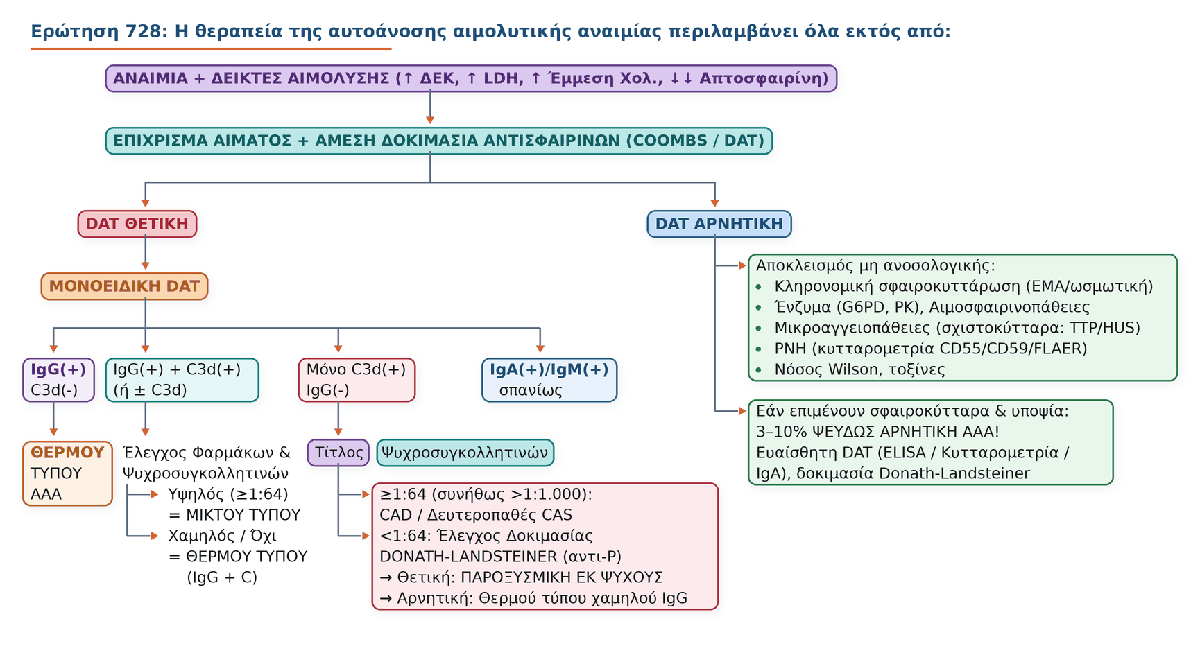 Ερώτηση 728: Η θεραπεία της αυτοάνοσης αιμολυτικής αναιμίας περιλαμβάνει όλα εκτός από:
ΑΝΑΙΜΙΑ + ΔΕΙΚΤΕΣ ΑΙΜΟΛΥΣΗΣ (↑ ΔΕΚ, ↑ LDH, ↑ Έμμεση Χολ., ↓↓ Απτοσφαιρίνη)
ΕΠΙΧΡΙΣΜΑ ΑΙΜΑΤΟΣ + ΑΜΕΣΗ ΔΟΚΙΜΑΣΙΑ ΑΝΤΙΣΦΑΙΡΙΝΩΝ (COOMBS / DAT)
DAT ΘΕΤΙΚΗ
DAT ΑΡΝΗΤΙΚΗ
ΜΟΝΟΕΙΔΙΚΗ DAT
Αποκλεισμός μη ανοσολογικής:
• Κληρονομική σφαιροκυττάρωση (EMA/ωσμωτική)
• Ένζυμα (G6PD, PK), Αιμοσφαιρινοπάθειες
• Μικροαγγειοπάθειες (σχιστοκύτταρα: TTP/HUS)
• PNH (κυτταρομετρία CD55/CD59/FLAER)
• Νόσος Wilson, τοξίνες
IgG(+)
C3d(-)
IgG(+) + C3d(+)
(ή ± C3d)
Μόνο C3d(+)
IgG(-)
IgA(+)/IgM(+)
σπανίως
Εάν επιμένουν σφαιροκύτταρα & υποψία:
3–10% ΨΕΥΔΩΣ ΑΡΝΗΤΙΚΗ ΑΑΑ!
Ευαίσθητη DAT (ELISA / Κυτταρομετρία /
IgA), δοκιμασία Donath-Landsteiner
ΘΕΡΜΟΥ
ΤΥΠΟΥ
ΑΑΑ
Έλεγχος Φαρμάκων &
Ψυχροσυγκολλητινών
Υψηλός (≥1:64)
= ΜΙΚΤΟΥ ΤΥΠΟΥ
Χαμηλός / Όχι
= ΘΕΡΜΟΥ ΤΥΠΟΥ
(IgG + C)
Τίτλος Ψυχροσυγκολλητινών
≥1:64 (συνήθως >1:1.000):
CAD / Δευτεροπαθές CAS
<1:64: Έλεγχος Δοκιμασίας
DONATH-LANDSTEINER (αντι-P)
→ Θετική: ΠΑΡΟΞΥΣΜΙΚΗ ΕΚ ΨΥΧΟΥΣ
→ Αρνητική: Θερμού τύπου χαμηλού IgG